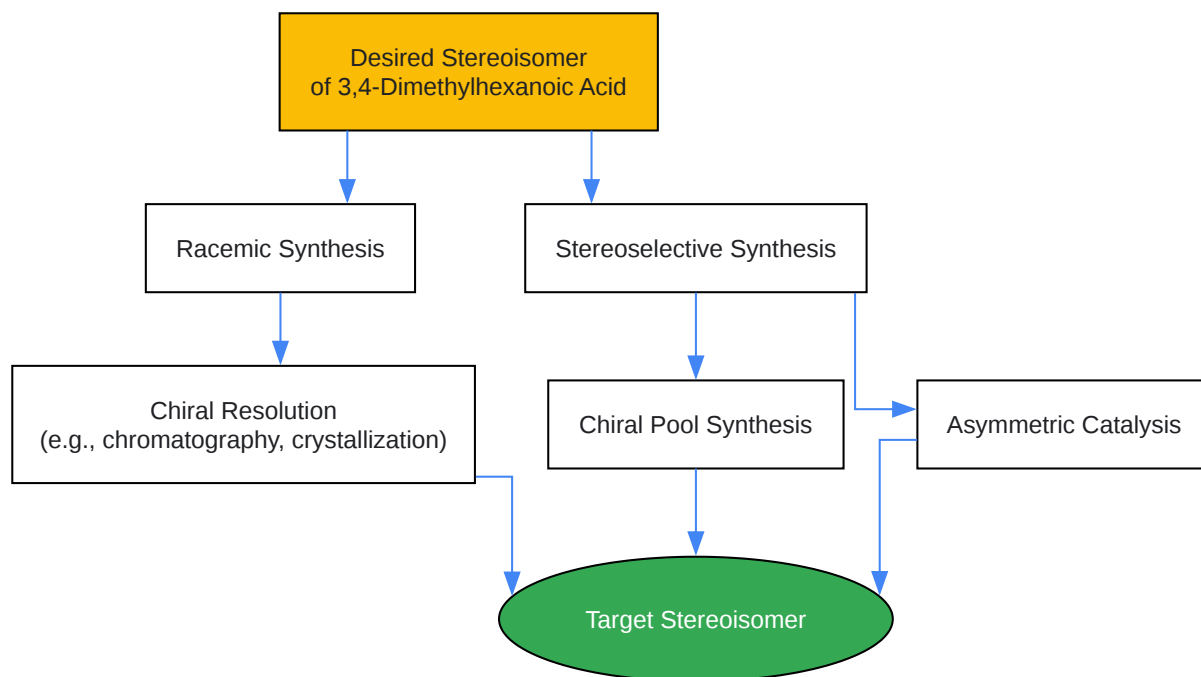 Desired Stereoisomer
of 3,4-Dimethylhexanoic Acid
Racemic Synthesis
Stereoselective Synthesis
Chiral Resolution
(e.g., chromatography, crystallization)
Chiral Pool Synthesis
Asymmetric Catalysis
Target Stereoisomer